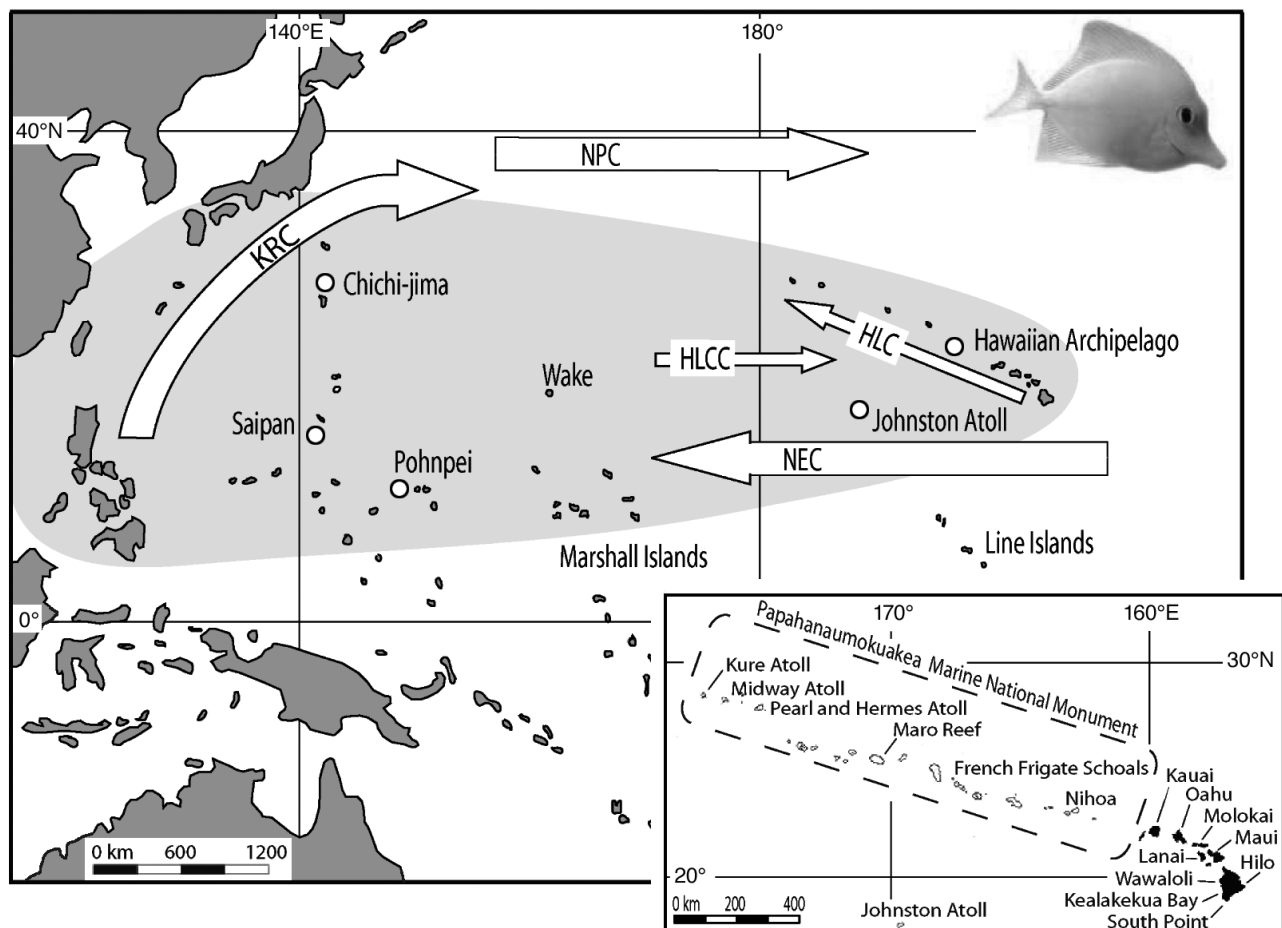 140°E
180°
40°N
NPC
KRC
Chichi-jima
HLC
Hawaiian Archipelago
HLCC
Wake
Johnston Atoll
Saipan
Pohnpei
NEC
Marshall Islands
Line Islands
0°
0 km 600 1200
170°
160°E
Papahanaumokuakea Marine National Monument
30°N
Kure Atoll
Midway Atoll
Pearl and Hermes Atoll
Maro Reef
French Frigate Schoals
Kauai
Oahu
Nihoa
Molokai
Maui
Lanai
Hilo
20°
Wawaloli
Kealakekua Bay
South Point
0 km 200 400
Johnston Atoll